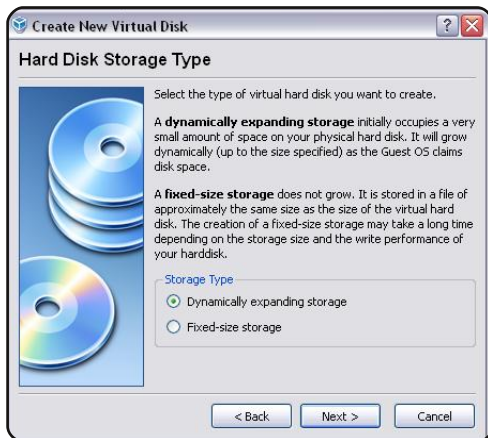 Create New Virtual Disk
Hard Disk Storage Type
Select the type of virtual hard disk you want to create.
A dynamically expanding storage initially occupies a very
small amount of space on your physical hard disk. It will grow
dynamically (up to the size specified) as the Guest OS claims
disk space.
A fixed-size storage does not grow. It is stored in a file of
approximately the same size as the size of the virtual hard
disk. The creation of a fixed-size storage may take a long time
depending on the storage size and the write performance of
your harddisk.
Storage Type
Dynamically expanding storage
Fixed-size storage
< Back
Next >
Cancel